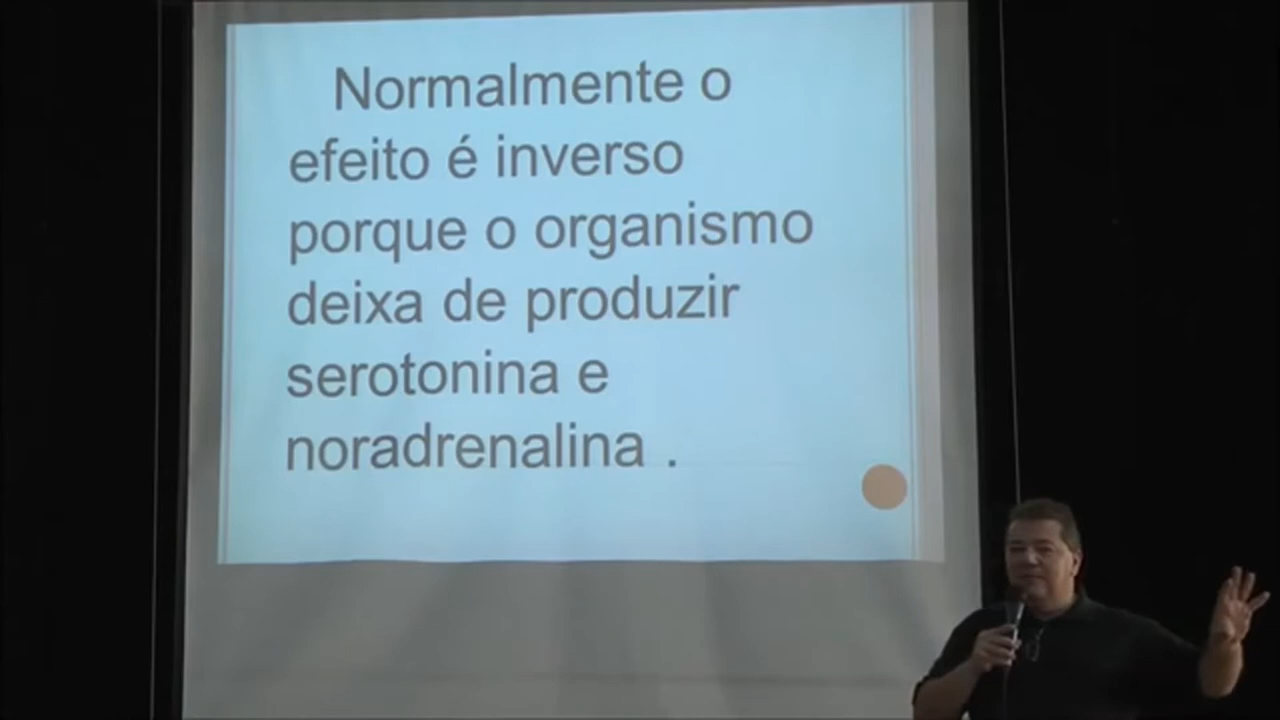 Normalmente o
efeito é inverso
porque o organismo
deixa de produzir
serotonina e
noradrenalina .